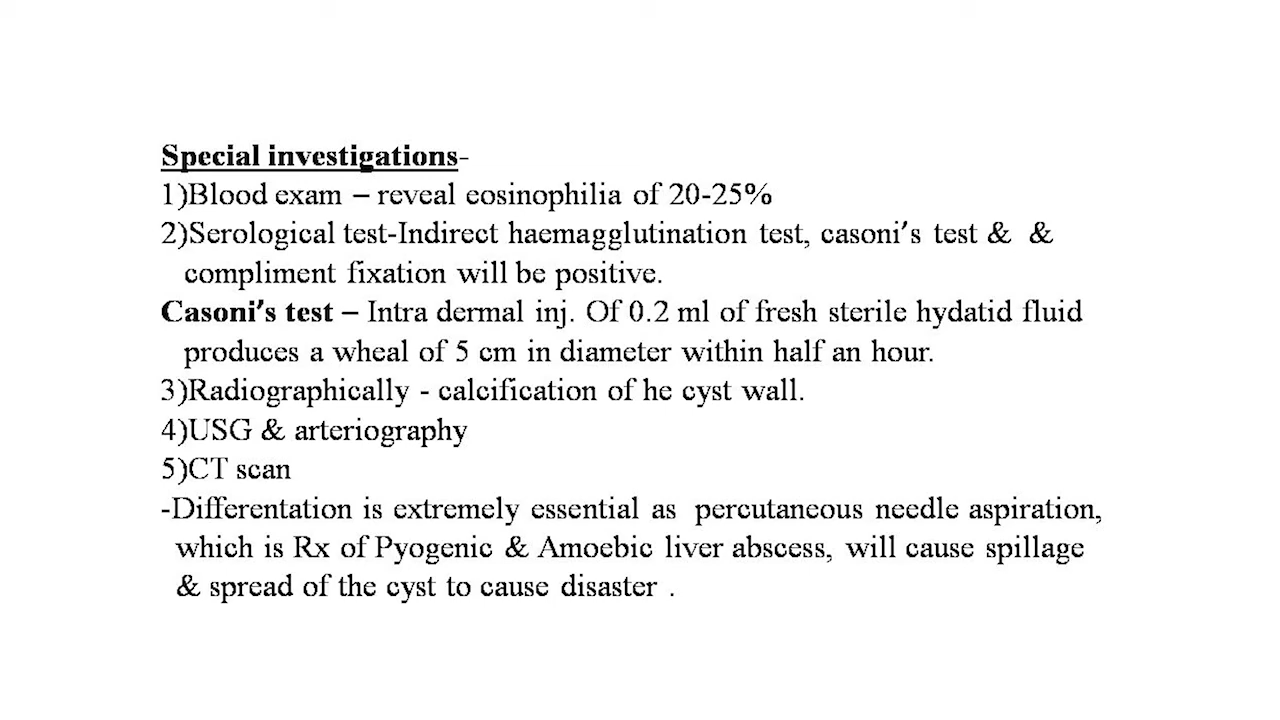 Special investigations-
1)Blood exam – reveal eosinophilia of 20-25%
2)Serological test-Indirect haemagglutination test, casoni’s test & &
compliment fixation will be positive.
Casoni’s test – Intra dermal inj. Of 0.2 ml of fresh sterile hydatid fluid
produces a wheal of 5 cm in diameter within half an hour.
3)Radiographically - calcification of he cyst wall.
4)USG & arteriography
5)CT scan
-Differentation is extremely essential as percutaneous needle aspiration,
which is Rx of Pyogenic & Amoebic liver abscess, will cause spillage
& spread of the cyst to cause disaster .